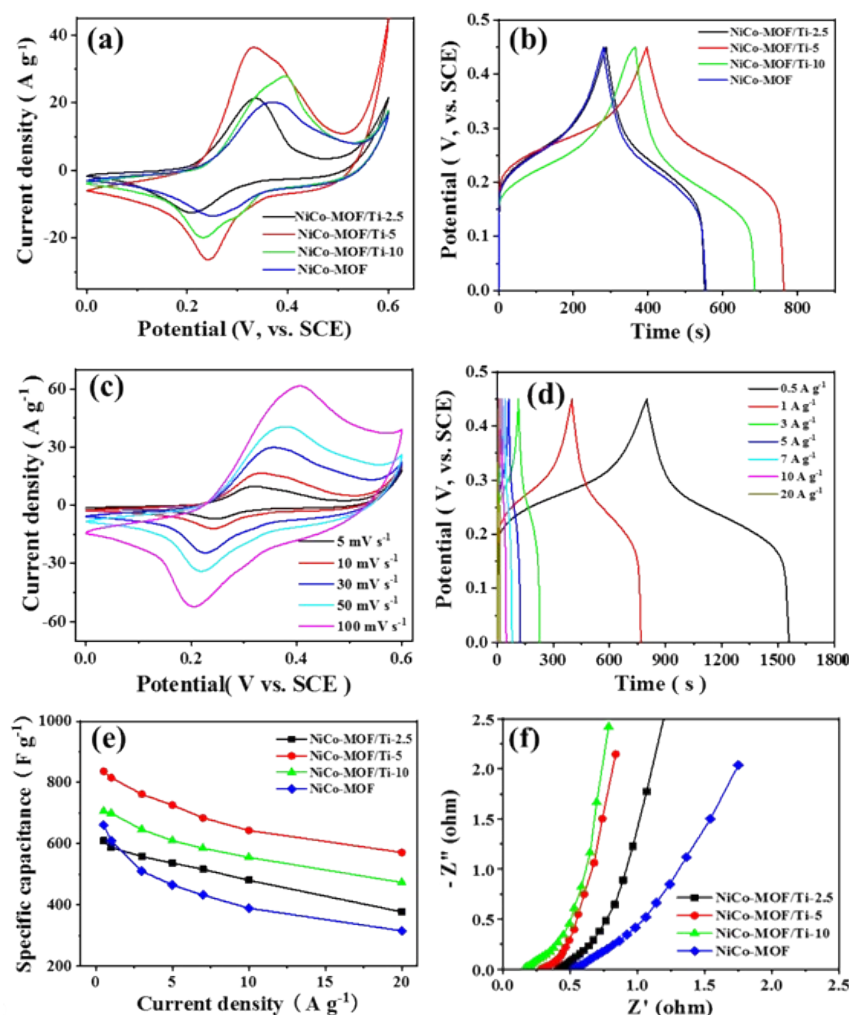 (a)
Current density ( A g-1)
40
20
0
-20
0.0 0.2 0.4 0.6
Potential (V, vs. SCE)
NiCo-MOF/Ti-2.5
NiCo-MOF/Ti-5
NiCo-MOF/Ti-10
NiCo-MOF
(b)
Potential ( V, vs. SCE)
0.5
0.4
0.3
0.2
0.1
0.0
0 200 400 600 800
Time (s)
NiCo-MOF/Ti-2.5
NiCo-MOF/Ti-5
NiCo-MOF/Ti-10
NiCo-MOF
(c)
Current density ( A g-1)
60
30
0
-30
-60
0.0 0.2 0.4 0.6
Potential( V vs. SCE )
5 mV s-1
10 mV s-1
30 mV s-1
50 mV s-1
100 mV s-1
(d)
Potential ( V, vs. SCE)
0.5
0.4
0.3
0.2
0.1
0.0
0 300 600 900 1200 1500 1800
Time ( s)
0.5 A g-1
1 A g-1
3 A g-1
5 A g-1
7 A g-1
10 A g-1
20 A g-1
(e)
Specific capacitance ( F g-1)
1000
800
600
400
200
0 5 10 15 20
Current density ( A g-1)
NiCo-MOF/Ti-2.5
NiCo-MOF/Ti-5
NiCo-MOF/Ti-10
NiCo-MOF
(f)
- Z" (ohm)
2.5
2.0
1.5
1.0
0.5
0.0
0.0 0.5 1.0 1.5 2.0 2.5
Z' (ohm)
NiCo-MOF/Ti-2.5
NiCo-MOF/Ti-5
NiCo-MOF/Ti-10
NiCo-MOF